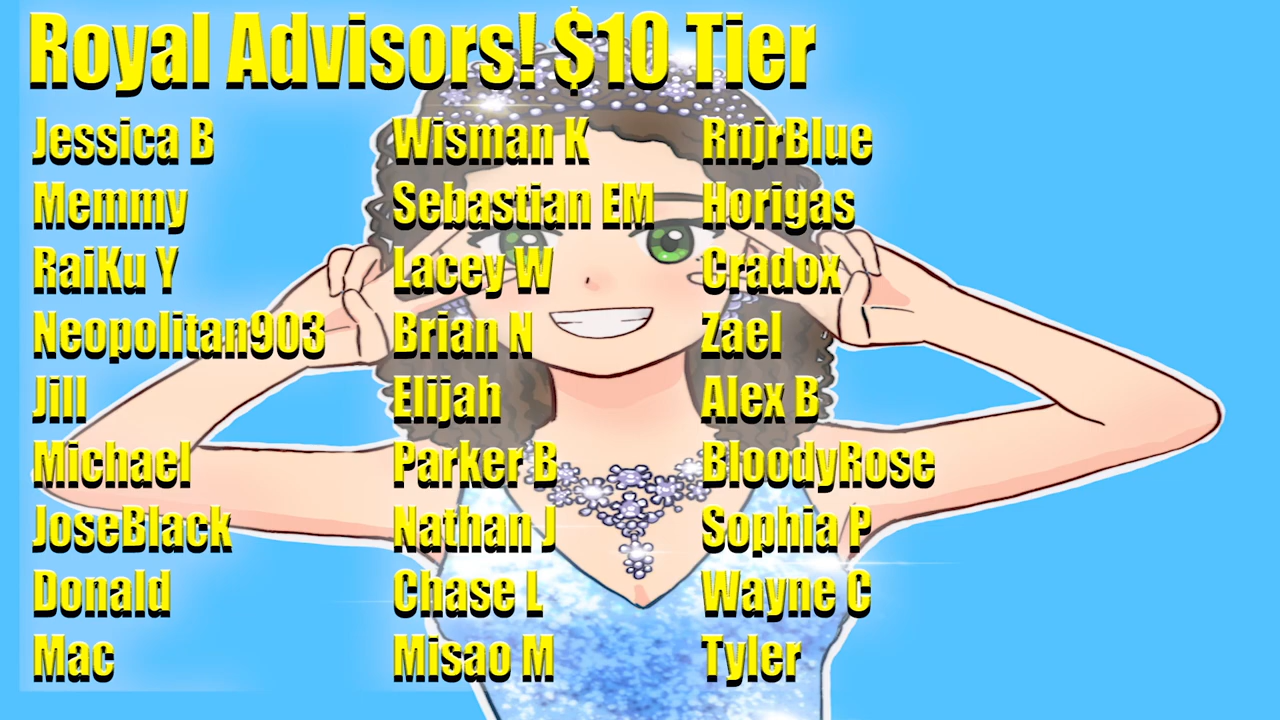 Royal Advisors! $10 Tier
Jessica B
Memmy
RaiKu Y
Neopolitan903
Jill
Michael
JoseBlack
Donald
Mac
Wisman K
Sebastian EM
Lacey W
Brian N
Elijah
Parker B
Nathan J
Chase L
Misao M
RnjrBlue
Horigas
Cradox
Zael
Alex B
BloodyRose
Sophia P
Wayne C
Tyler